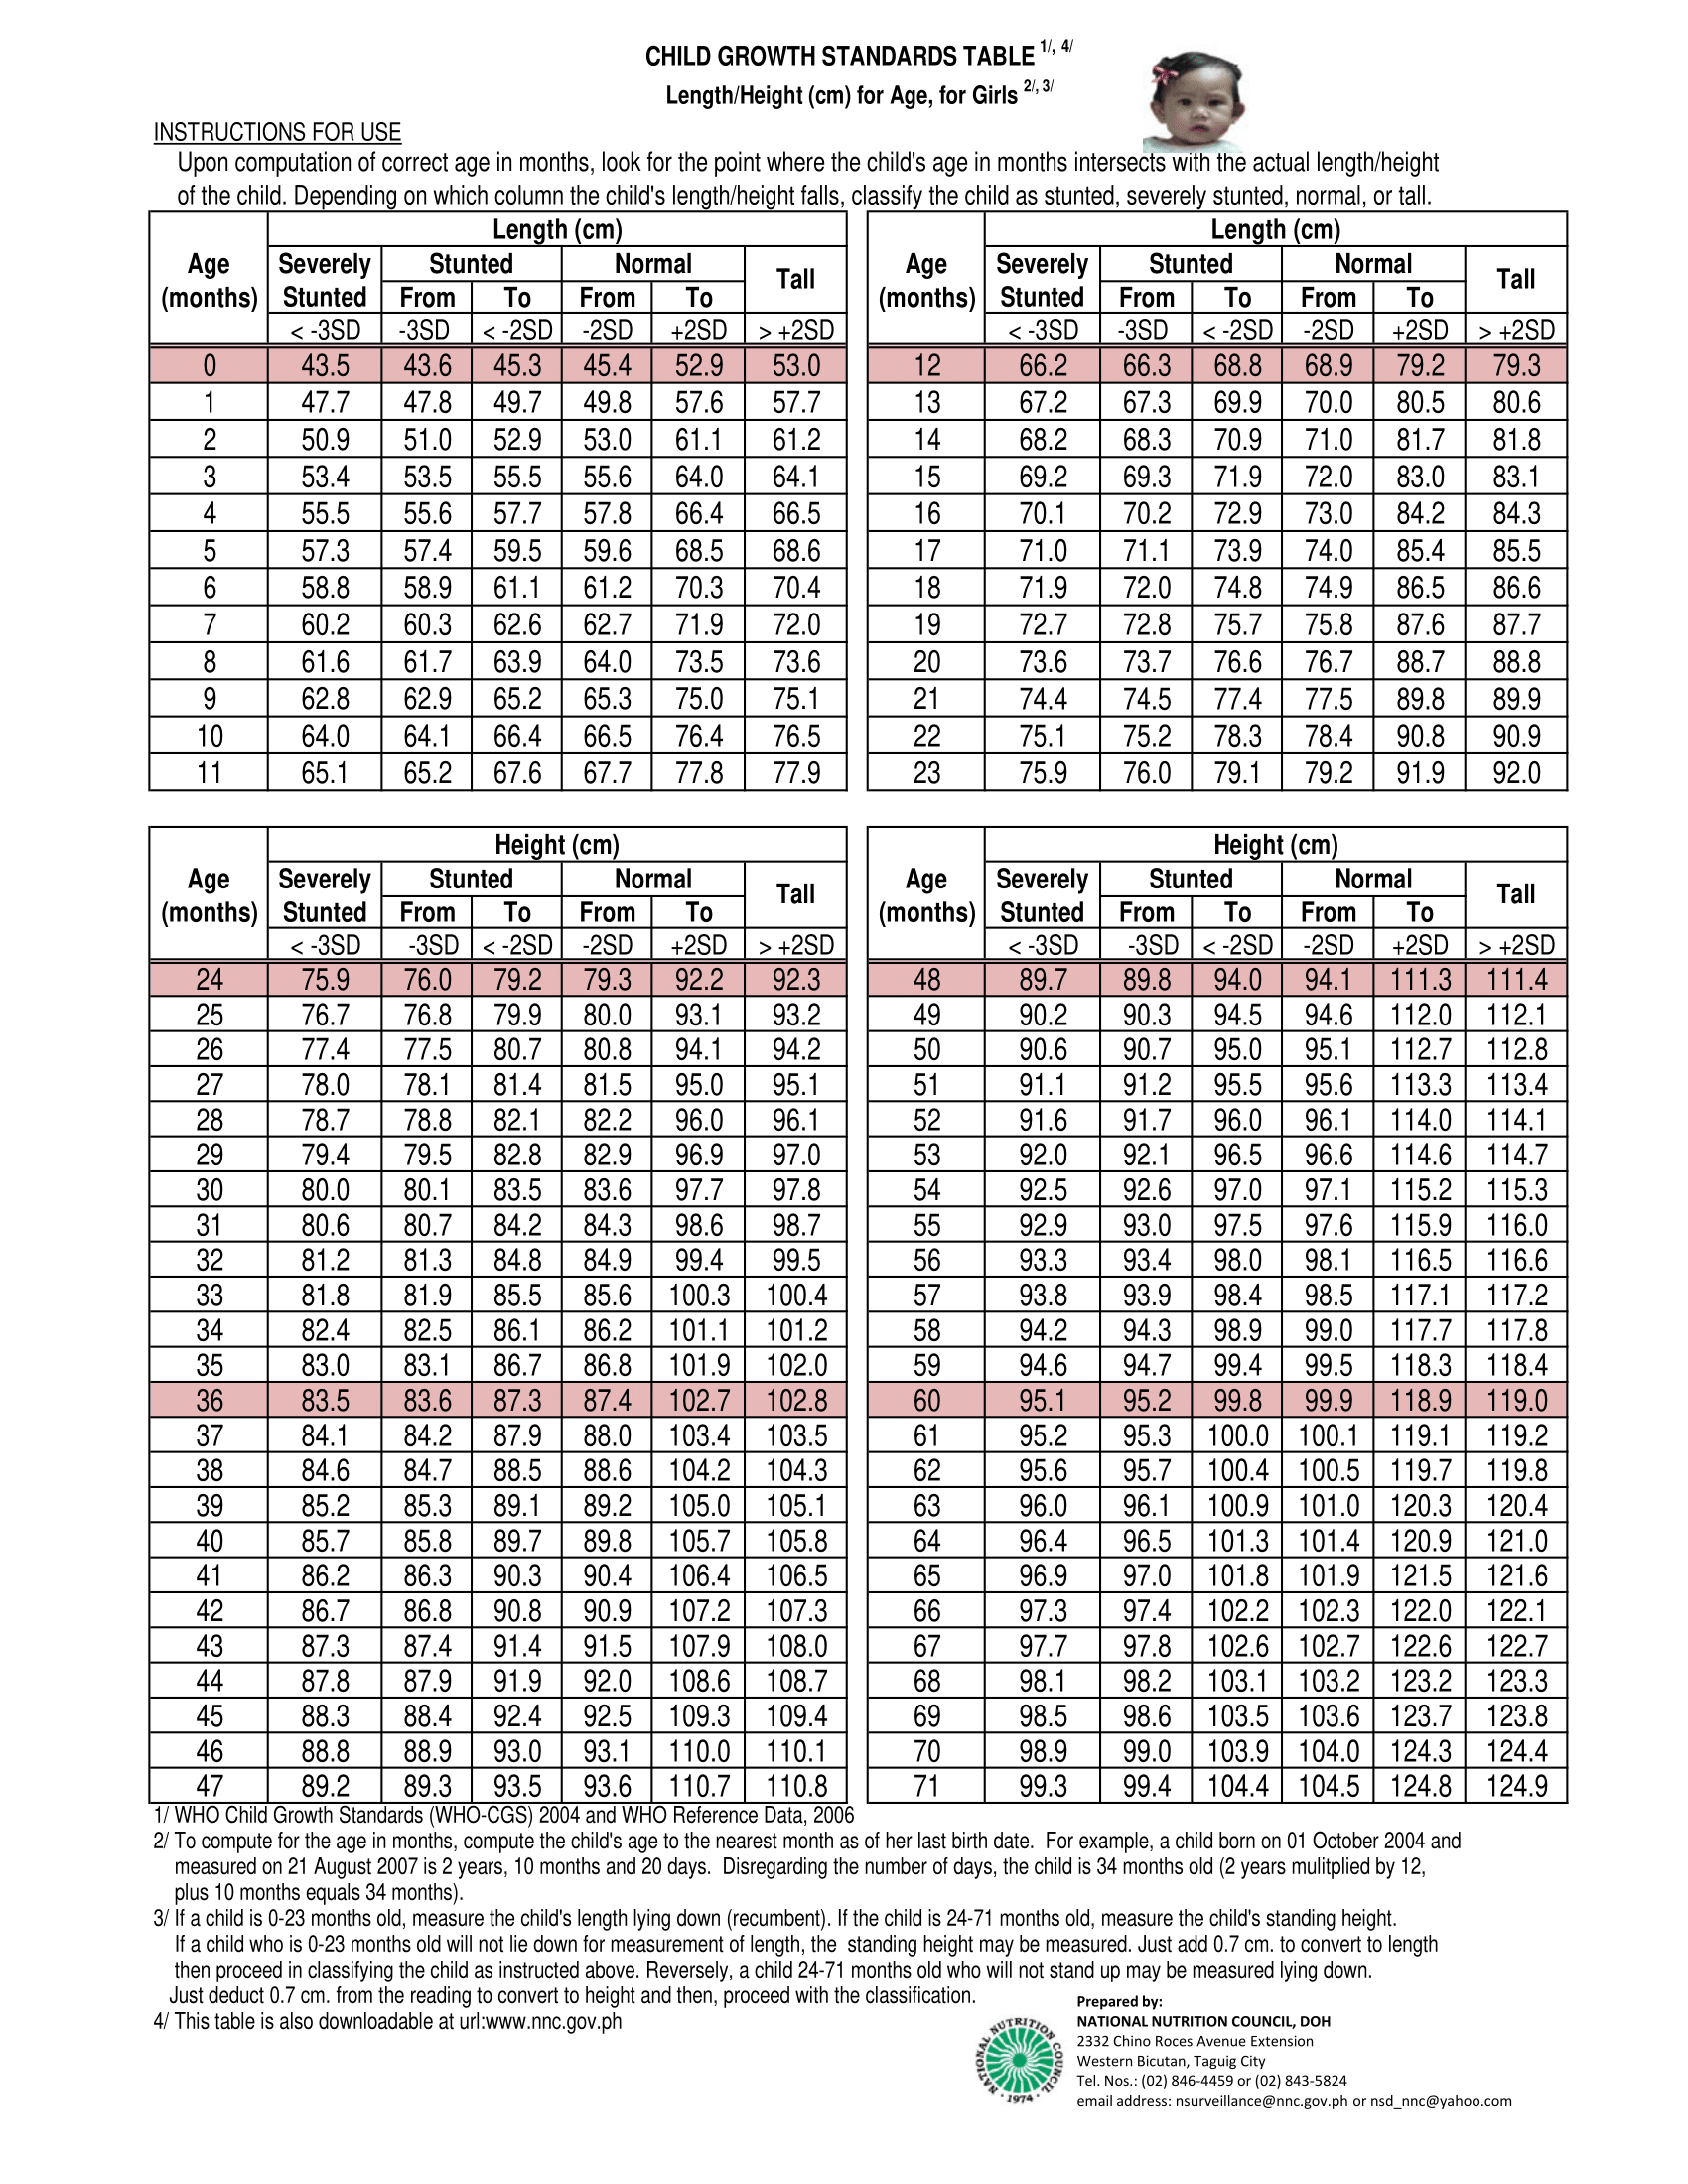 CHILD GROWTH STANDARDS TABLE 1/, 4/
Length/Height (cm) for Age, for Girls 2/, 3/
INSTRUCTIONS FOR USE
Upon computation of correct age in months, look for the point where the child's age in months intersects with the actual length/height
of the child. Depending on which column the child's length/height falls, classify the child as stunted, severely stunted, normal, or tall.
Age (months) Length (cm) Age (months) Length (cm)
Severely Stunted Stunted Normal Tall Severely Stunted Stunted Normal Tall
From To From To From To From To
< -3SD -3SD < -2SD -2SD +2SD > +2SD < -3SD -3SD < -2SD -2SD +2SD > +2SD
0 43.5 43.6 45.3 45.4 52.9 53.0 12 66.2 66.3 68.8 68.9 79.2 79.3
1 47.7 47.8 49.7 49.8 57.6 57.7 13 67.2 67.3 69.9 70.0 80.5 80.6
2 50.9 51.0 52.9 53.0 61.1 61.2 14 68.2 68.3 70.9 71.0 81.7 81.8
3 53.4 53.5 55.5 55.6 64.0 64.1 15 69.2 69.3 71.9 72.0 83.0 83.1
4 55.5 55.6 57.7 57.8 66.4 66.5 16 70.1 70.2 72.9 73.0 84.2 84.3
5 57.3 57.4 59.5 59.6 68.5 68.6 17 71.0 71.1 73.9 74.0 85.4 85.5
6 58.8 58.9 61.1 61.2 70.3 70.4 18 71.9 72.0 74.8 74.9 86.5 86.6
7 60.2 60.3 62.6 62.7 71.9 72.0 19 72.7 72.8 75.7 75.8 87.6 87.7
8 61.6 61.7 63.9 64.0 73.5 73.6 20 73.6 73.7 76.6 76.7 88.7 88.8
9 62.8 62.9 65.2 65.3 75.0 75.1 21 74.4 74.5 77.4 77.5 89.8 89.9
10 64.0 64.1 66.4 66.5 76.4 76.5 22 75.1 75.2 78.3 78.4 90.8 90.9
11 65.1 65.2 67.6 67.7 77.8 77.9 23 75.9 76.0 79.1 79.2 91.9 92.0
Age (months) Height (cm) Age (months) Height (cm)
Severely Stunted Stunted Normal Tall Severely Stunted Stunted Normal Tall
From To From To From To From To
< -3SD -3SD < -2SD -2SD +2SD > +2SD < -3SD -3SD < -2SD -2SD +2SD > +2SD
24 75.9 76.0 79.2 79.3 92.2 92.3 48 89.7 89.8 94.0 94.1 111.3 111.4
25 76.7 76.8 79.9 80.0 93.1 93.2 49 90.2 90.3 94.5 94.6 112.0 112.1
26 77.4 77.5 80.7 80.8 94.1 94.2 50 90.6 90.7 95.0 95.1 112.7 112.8
27 78.0 78.1 81.4 81.5 95.0 95.1 51 91.1 91.2 95.5 95.6 113.3 113.4
28 78.7 78.8 82.1 82.2 96.0 96.1 52 91.6 91.7 96.0 96.1 114.0 114.1
29 79.4 79.5 82.8 82.9 96.9 97.0 53 92.0 92.1 96.5 96.6 114.6 114.7
30 80.0 80.1 83.5 83.6 97.7 97.8 54 92.5 92.6 97.0 97.1 115.2 115.3
31 80.6 80.7 84.2 84.3 98.6 98.7 55 92.9 93.0 97.5 97.6 115.9 116.0
32 81.2 81.3 84.8 84.9 99.4 99.5 56 93.3 93.4 98.0 98.1 116.5 116.6
33 81.8 81.9 85.5 85.6 100.3 100.4 57 93.8 93.9 98.4 98.5 117.1 117.2
34 82.4 82.5 86.1 86.2 101.1 101.2 58 94.2 94.3 98.9 99.0 117.7 117.8
35 83.0 83.1 86.7 86.8 101.9 102.0 59 94.6 94.7 99.4 99.5 118.3 118.4
36 83.5 83.6 87.3 87.4 102.7 102.8 60 95.1 95.2 99.8 99.9 118.9 119.0
37 84.1 84.2 87.9 88.0 103.4 103.5 61 95.2 95.3 100.0 100.1 119.1 119.2
38 84.6 84.7 88.5 88.6 104.2 104.3 62 95.6 95.7 100.4 100.5 119.7 119.8
39 85.2 85.3 89.1 89.2 105.0 105.1 63 96.0 96.1 100.9 101.0 120.3 120.4
40 85.7 85.8 89.7 89.8 105.7 105.8 64 96.4 96.5 101.3 101.4 120.9 121.0
41 86.2 86.3 90.3 90.4 106.4 106.5 65 96.9 97.0 101.8 101.9 121.5 121.6
42 86.7 86.8 90.8 90.9 107.2 107.3 66 97.3 97.4 102.2 102.3 122.0 122.1
43 87.3 87.4 91.4 91.5 107.9 108.0 67 97.7 97.8 102.6 102.7 122.6 122.7
44 87.8 87.9 91.9 92.0 108.6 108.7 68 98.1 98.2 103.1 103.2 123.2 123.3
45 88.3 88.4 92.4 92.5 109.3 109.4 69 98.5 98.6 103.5 103.6 123.7 123.8
46 88.8 88.9 93.0 93.1 110.0 110.1 70 98.9 99.0 103.9 104.0 124.3 124.4
47 89.2 89.3 93.5 93.6 110.7 110.8 71 99.3 99.4 104.4 104.5 124.8 124.9
1/ WHO Child Growth Standards (WHO-CGS) 2004 and WHO Reference Data, 2006
2/ To compute for the age in months, compute the child's age to the nearest month as of her last birth date. For example, a child born on 01 October 2004 and
measured on 21 August 2007 is 2 years, 10 months and 20 days. Disregarding the number of days, the child is 34 months old (2 years mulitplied by 12,
plus 10 months equals 34 months).
3/ If a child is 0-23 months old, measure the child's length lying down (recumbent). If the child is 24-71 months old, measure the child's standing height.
If a child who is 0-23 months old will not lie down for measurement of length, the standing height may be measured. Just add 0.7 cm. to convert to length
then proceed in classifying the child as instructed above. Reversely, a child 24-71 months old who will not stand up may be measured lying down.
Just deduct 0.7 cm. from the reading to convert to height and then, proceed with the classification.
4/ This table is also downloadable at url:www.nnc.gov.ph
NATIONAL NUTRITION COUNCIL
- 1974 -
Prepared by:
NATIONAL NUTRITION COUNCIL, DOH
2332 Chino Roces Avenue Extension
Western Bicutan, Taguig City
Tel. Nos.: (02) 846-4459 or (02) 843-5824
email address: nsurveillance@nnc.gov.ph or nsd_nnc@yahoo.com